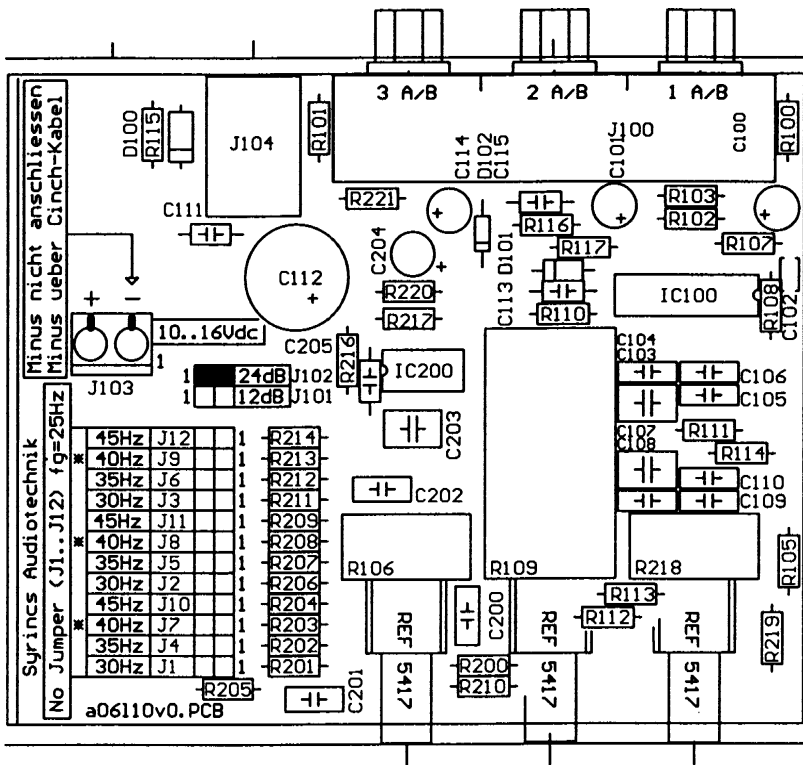 3 A/B 2 A/B 1 A/B
D100
R115
J104
R101
C114
D102
C115
J100
C101
C100
R100
Minus nicht anschliessen
Minus ueber Cinch-Kabel
+ -
C111
R221
+
R116
+
R103
R102
+
R107
R117
C204
+
D101
C112
+
R220
R217
C113
R110
IC100
R108
C102
10..16Vdc
1
J103
C205
R216
IC200
1 24dB J102
1 12dB J101
C104
C103
C106
C105
C107
C108
R111
R114
C110
C109
C203
C202
Syrincs Audiotechnik
No Jumper (J1..J12) fg=25Hz
45Hz J12 1 R214
* 40Hz J9 1 R213
35Hz J6 1 R212
30Hz J3 1 R211
45Hz J11 1 R209
* 40Hz J8 1 R208
35Hz J5 1 R207
30Hz J2 1 R206
45Hz J10 1 R204
* 40Hz J7 1 R203
35Hz J4 1 R202
30Hz J1 1 R201
R106
R109
R218
R105
REF 5417
REF 5417
REF 5417
C200
R113
R112
R219
R200
R210
R205
C201
a06110v0.PCB